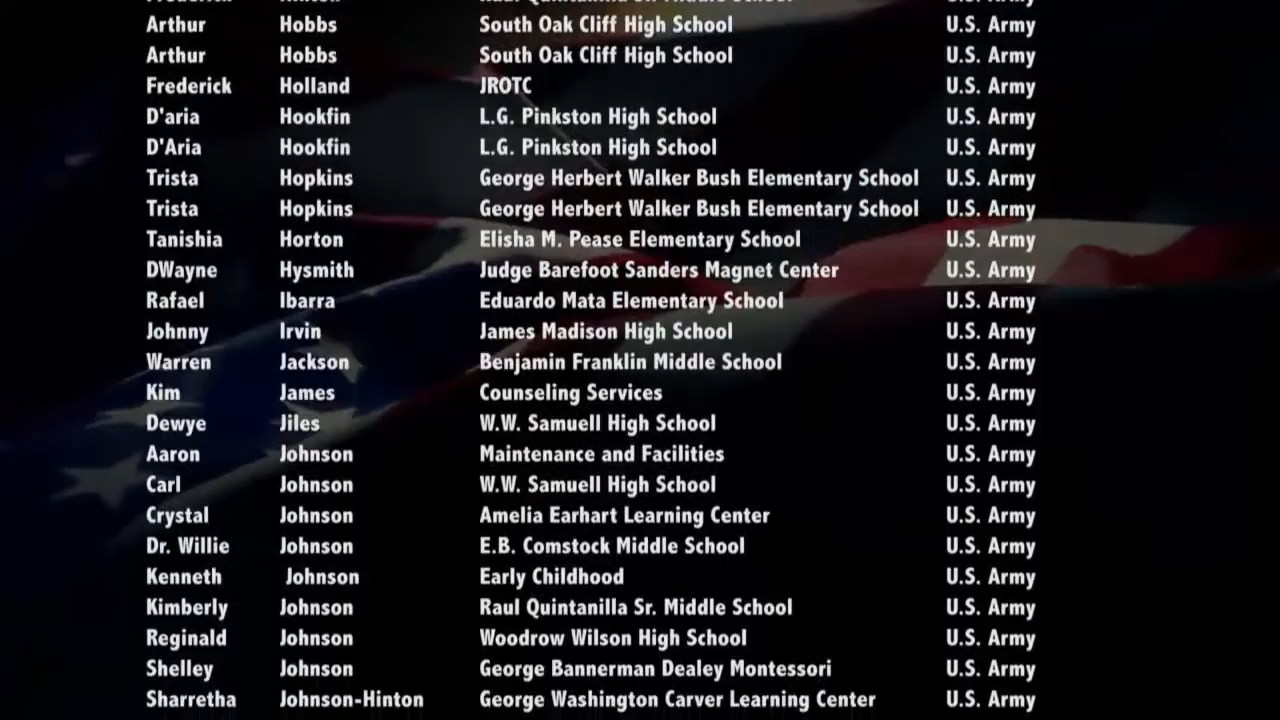 Arthur Hobbs South Oak Cliff High School U.S. Army
Arthur Hobbs South Oak Cliff High School U.S. Army
Frederick Holland JROTC U.S. Army
D'aria Hookfin L.G. Pinkston High School U.S. Army
D'Aria Hookfin L.G. Pinkston High School U.S. Army
Trista Hopkins George Herbert Walker Bush Elementary School U.S. Army
Trista Hopkins George Herbert Walker Bush Elementary School U.S. Army
Tanishia Horton Elisha M. Pease Elementary School U.S. Army
DWayne Hysmith Judge Barefoot Sanders Magnet Center U.S. Army
Rafael Ibarra Eduardo Mata Elementary School U.S. Army
Johnny Irvin James Madison High School U.S. Army
Warren Jackson Benjamin Franklin Middle School U.S. Army
Kim James Counseling Services U.S. Army
Dewye Jiles W.W. Samuell High School U.S. Army
Aaron Johnson Maintenance and Facilities U.S. Army
Carl Johnson W.W. Samuell High School U.S. Army
Crystal Johnson Amelia Earhart Learning Center U.S. Army
Dr. Willie Johnson E.B. Comstock Middle School U.S. Army
Kenneth Johnson Early Childhood U.S. Army
Kimberly Johnson Raul Quintanilla Sr. Middle School U.S. Army
Reginald Johnson Woodrow Wilson High School U.S. Army
Shelley Johnson George Bannerman Dealey Montessori U.S. Army
Sharretha Johnson-Hinton George Washington Carver Learning Center U.S. Army